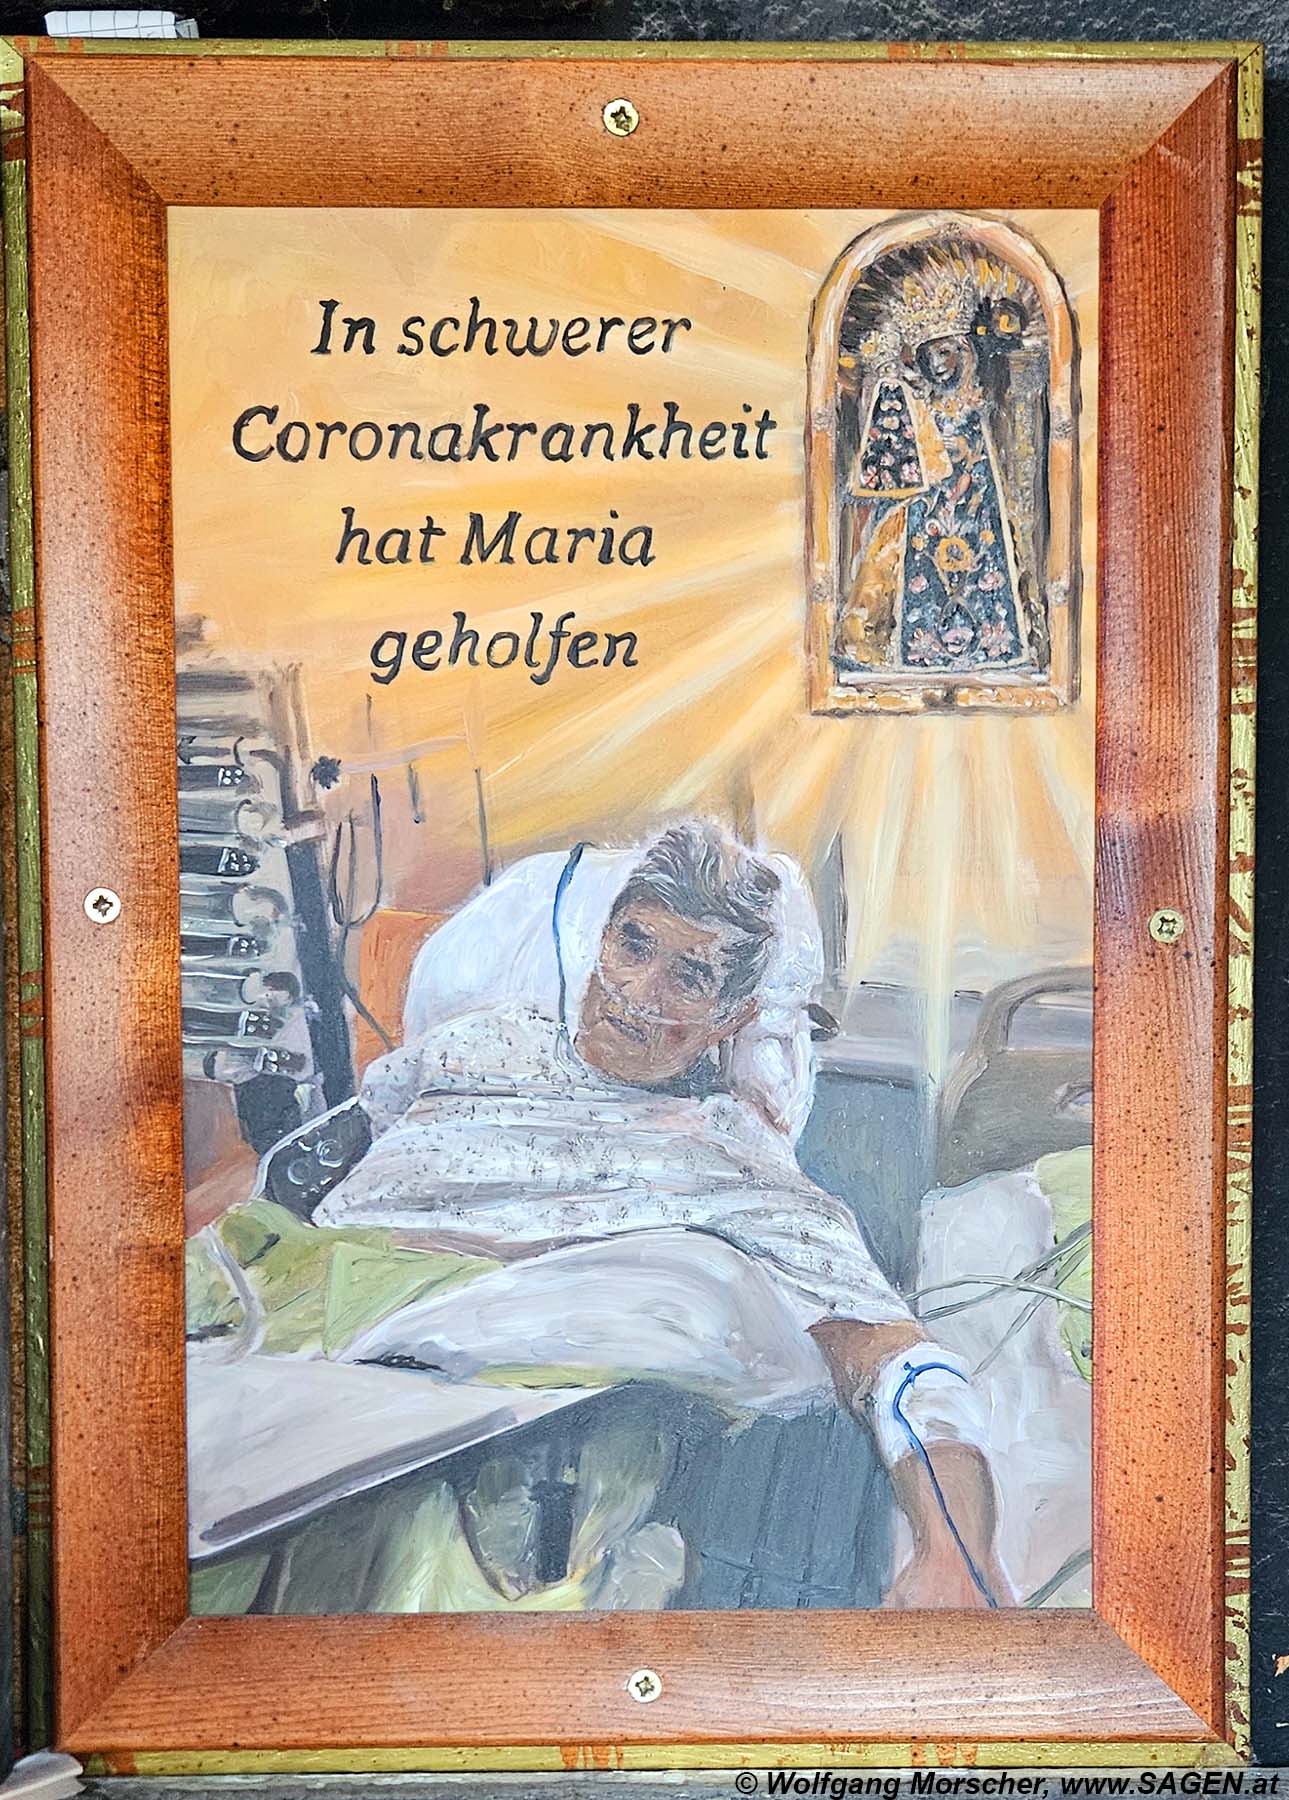 In schwerer
Coronakrankheit
hat Maria
geholfen
© Wolfgang Morscher, www.SAGEN.at